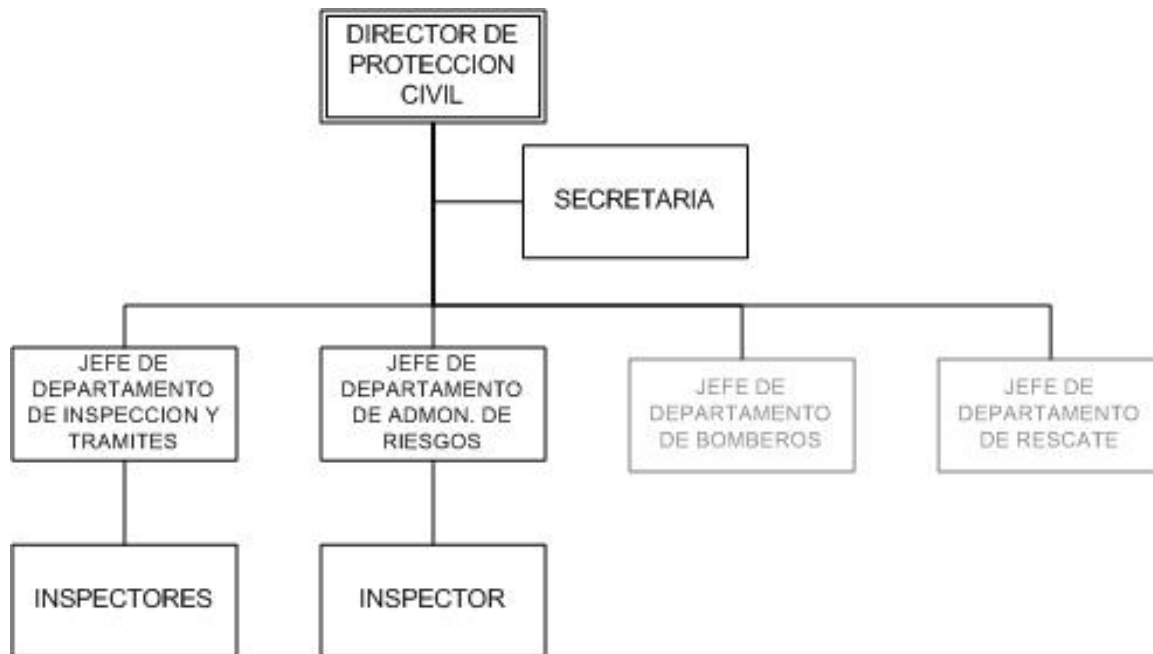 DIRECTOR DE
PROTECCION
CIVIL
SECRETARIA
JEFE DE
DEPARTAMENTO
DE INSPECCION Y
TRAMITES
JEFE DE
DEPARTAMENTO
DE ADMON. DE
RIESGOS
JEFE DE
DEPARTAMENTO
DE BOMBEROS
JEFE DE
DEPARTAMENTO
DE RESCATE
INSPECTORES
INSPECTOR